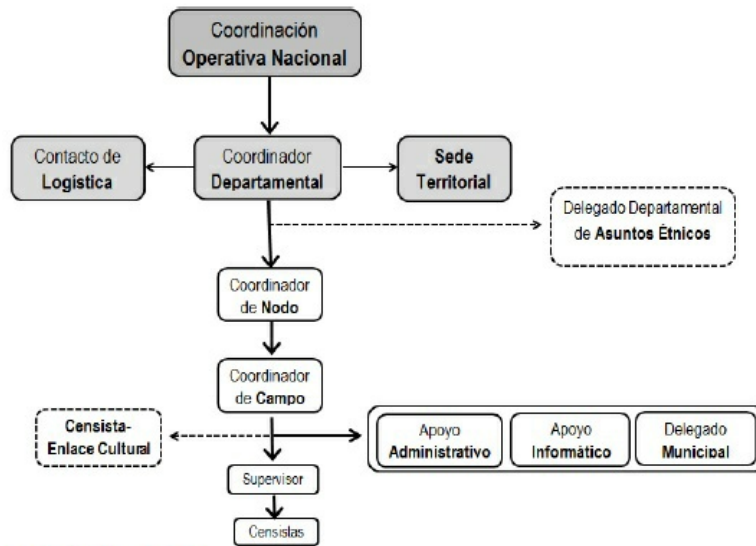 Coordinación
Operativa Nacional
Contacto de
Logística
Coordinador
Departamental
Sede
Territorial
Delegado Departamental
de Asuntos Étnicos
Coordinador
de Nodo
Coordinador
de Campo
Censista-
Enlace Cultural
Apoyo
Administrativo
Apoyo
Informático
Delegado
Municipal
Supervisor
Censistas